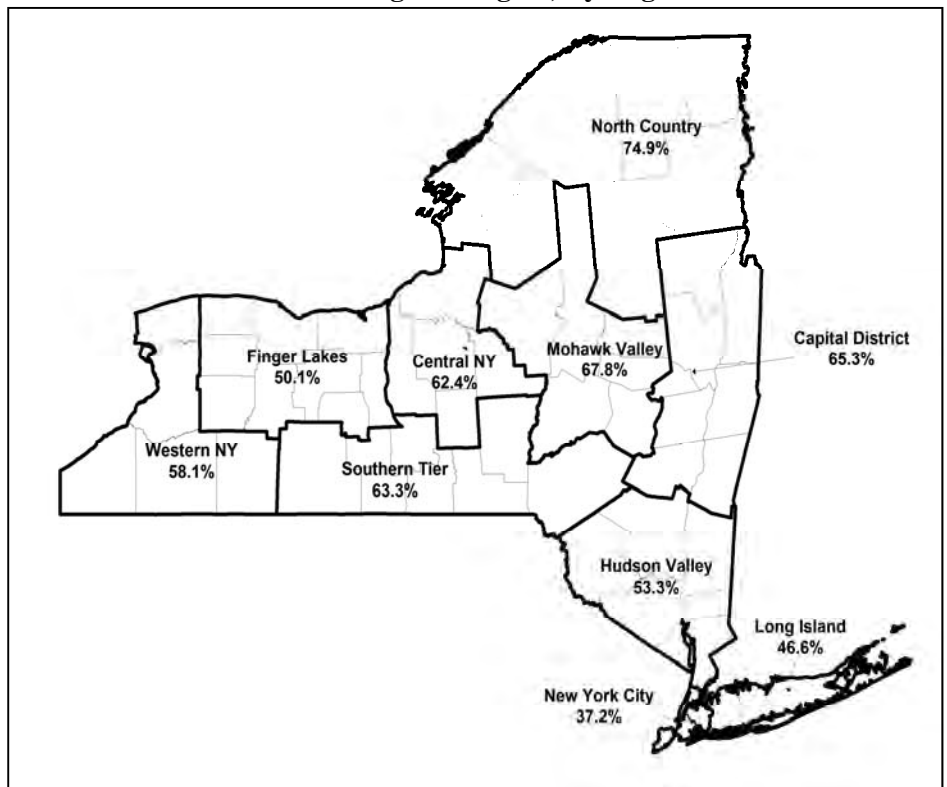 North Country
74.9%
Capital District
65.3%
Mohawk Valley
67.8%
Finger Lakes
50.1%
Central NY
62.4%
Western NY
58.1%
Southern Tier
63.3%
Hudson Valley
53.3%
Long Island
46.6%
New York City
37.2%